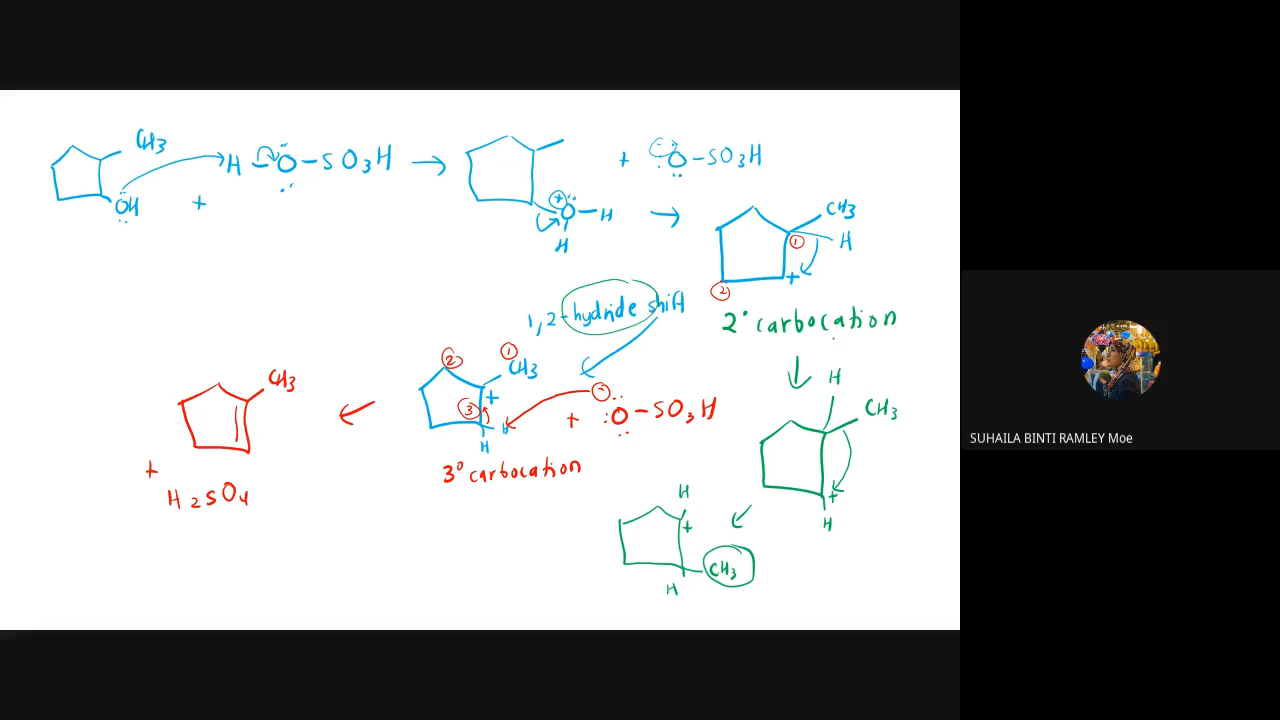 CH3
H – O – SO3H → + O – SO3H
OH + + O – H →
H
CH3
1 H
+
2
1,2-hydride shift
2° carbocation
2 1 CH3
+
3 H
H
+ - O – SO3H
3° carbocation
CH3
+
H2SO4
H
CH3
+
H
H
+
CH3
H
SUHAILA BINTI RAMLEY Moe